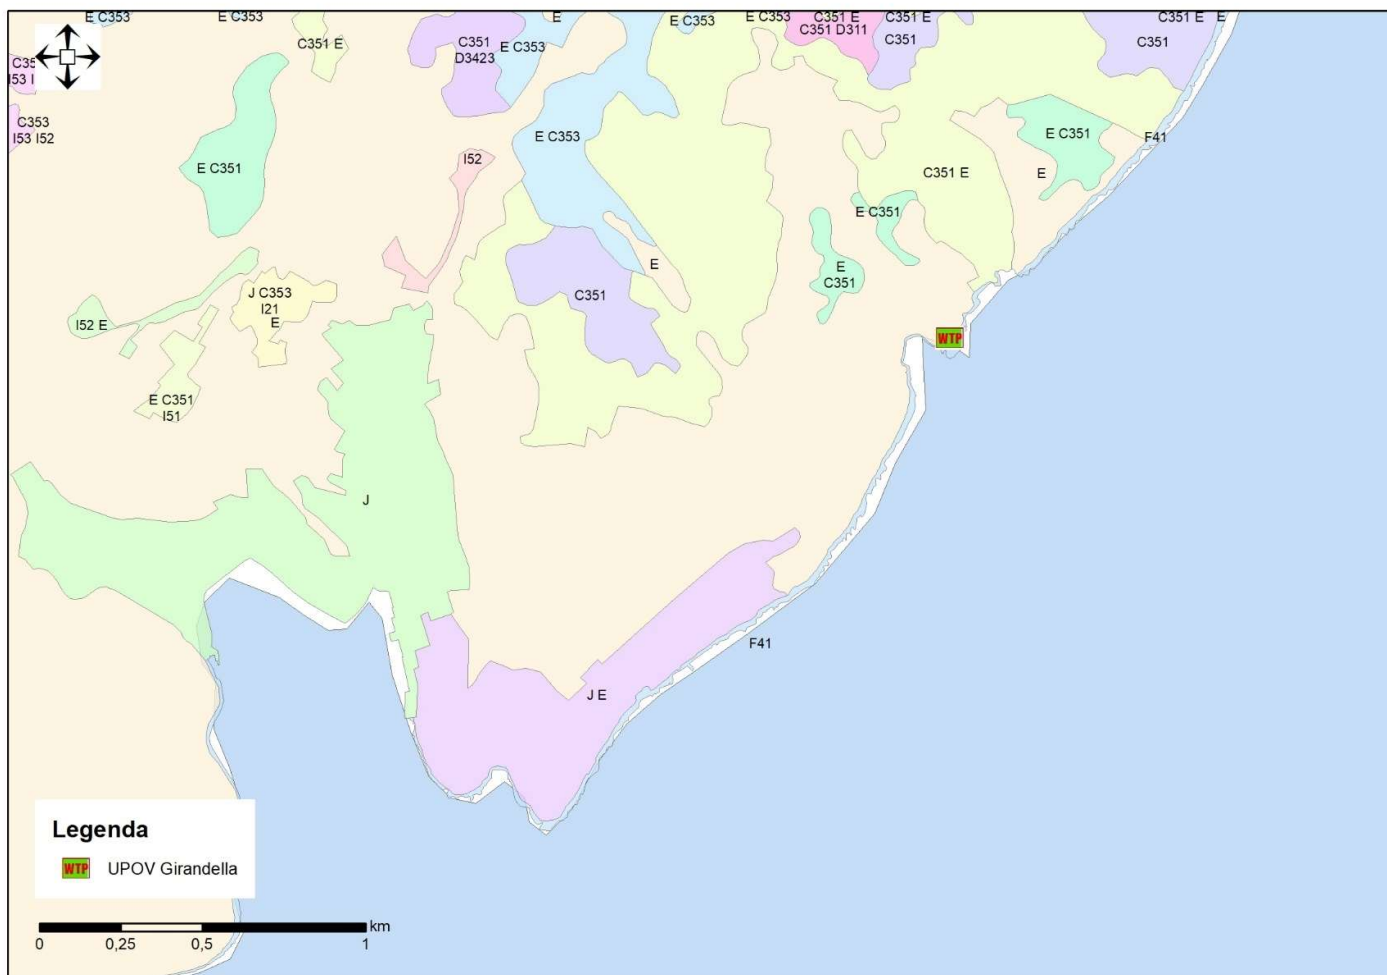 E C353
E C353
E
E C353
E C353
C351 E
C351 E
C351 E
E
C351 E
C351
D3423
E C353
C351 D311
C351
C351
I53 I
C353
I53 I52
E C353
F41
E C351
I52
E C351
C351 E
E
E C351
E
E
C351
C351
J C353
I21
E
I52 E
WTP
E C351
I51
J
F41
J E
Legenda
WTP UPOV Girandella
km
0 0,25 0,5 1